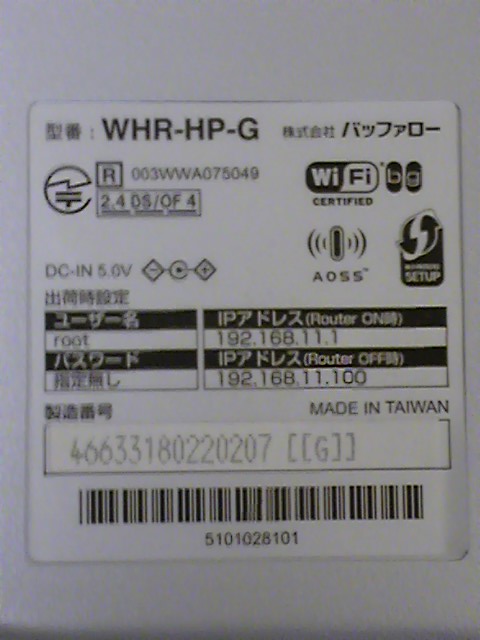 型番：WHR-HP-G 株式会社 バッファロー
R 003WWA075049
2.4 DS/OF 4
Wi Fi bg
CERTIFIED
AOSS™
SETUP
DC-IN 5.0V
出荷時設定
ユーザー名 IPアドレス(Router ON時)
root 192.168.11.1
パスワード IPアドレス(Router OFF時)
指定無し 192.168.11.100
製造番号 MADE IN TAIWAN
46633180220207 [[G]]
5101028101